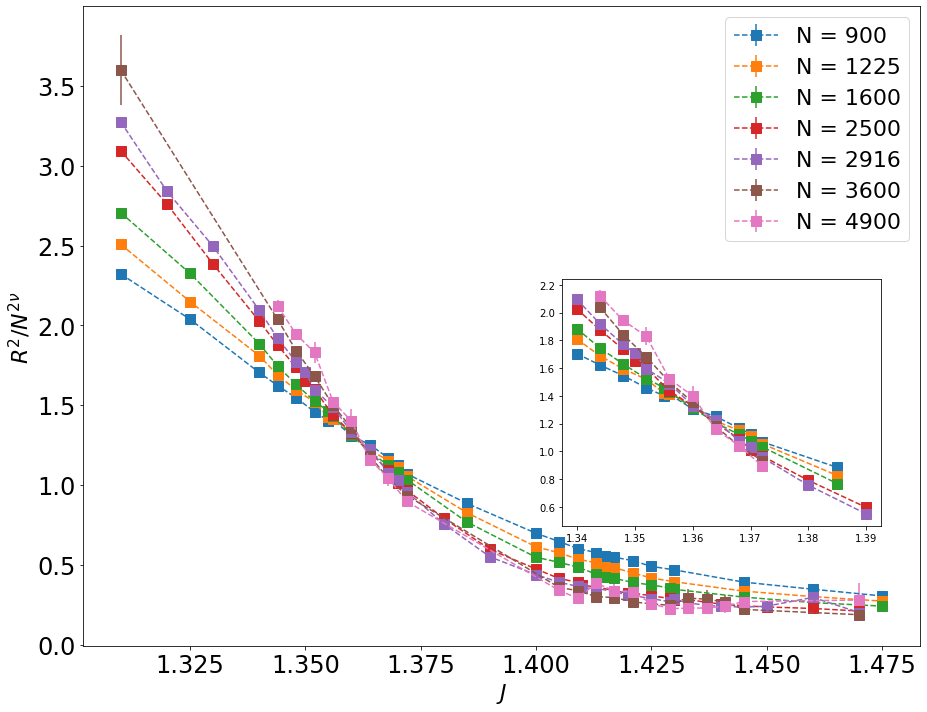 R²/N²ᵛ
3.5
3.0
2.5
2.0
1.5
1.0
0.5
0.0
N = 900
N = 1225
N = 1600
N = 2500
N = 2916
N = 3600
N = 4900
2.2
2.0
1.8
1.6
1.4
1.2
1.0
0.8
0.6
1.34 1.35 1.36 1.37 1.38 1.39
1.325 1.350 1.375 1.400 1.425 1.450 1.475
J